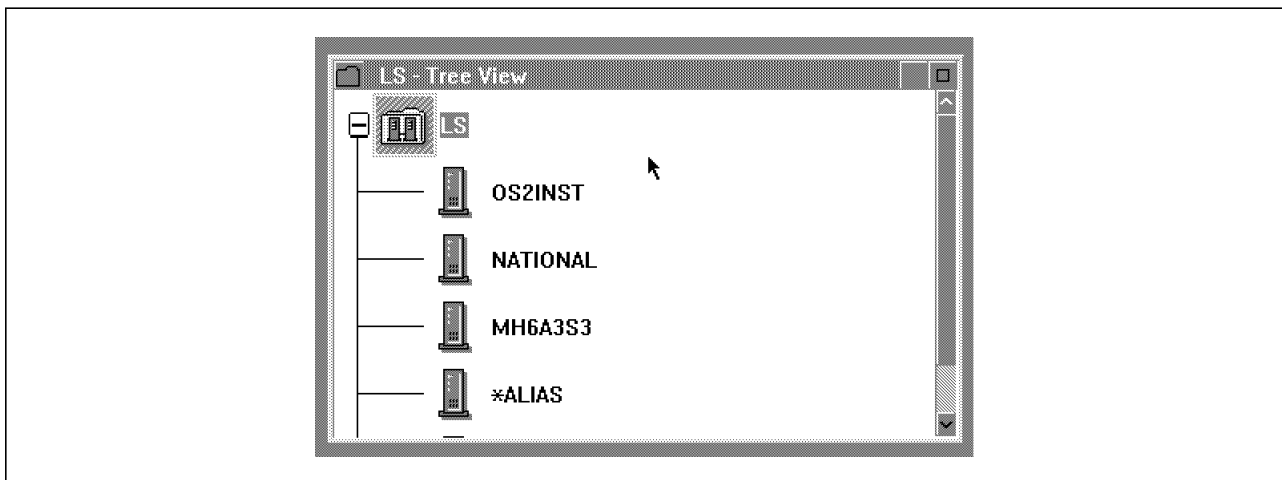 LS - Tree View
LS
OS2INST
NATIONAL
MH6A3S3
*ALIAS